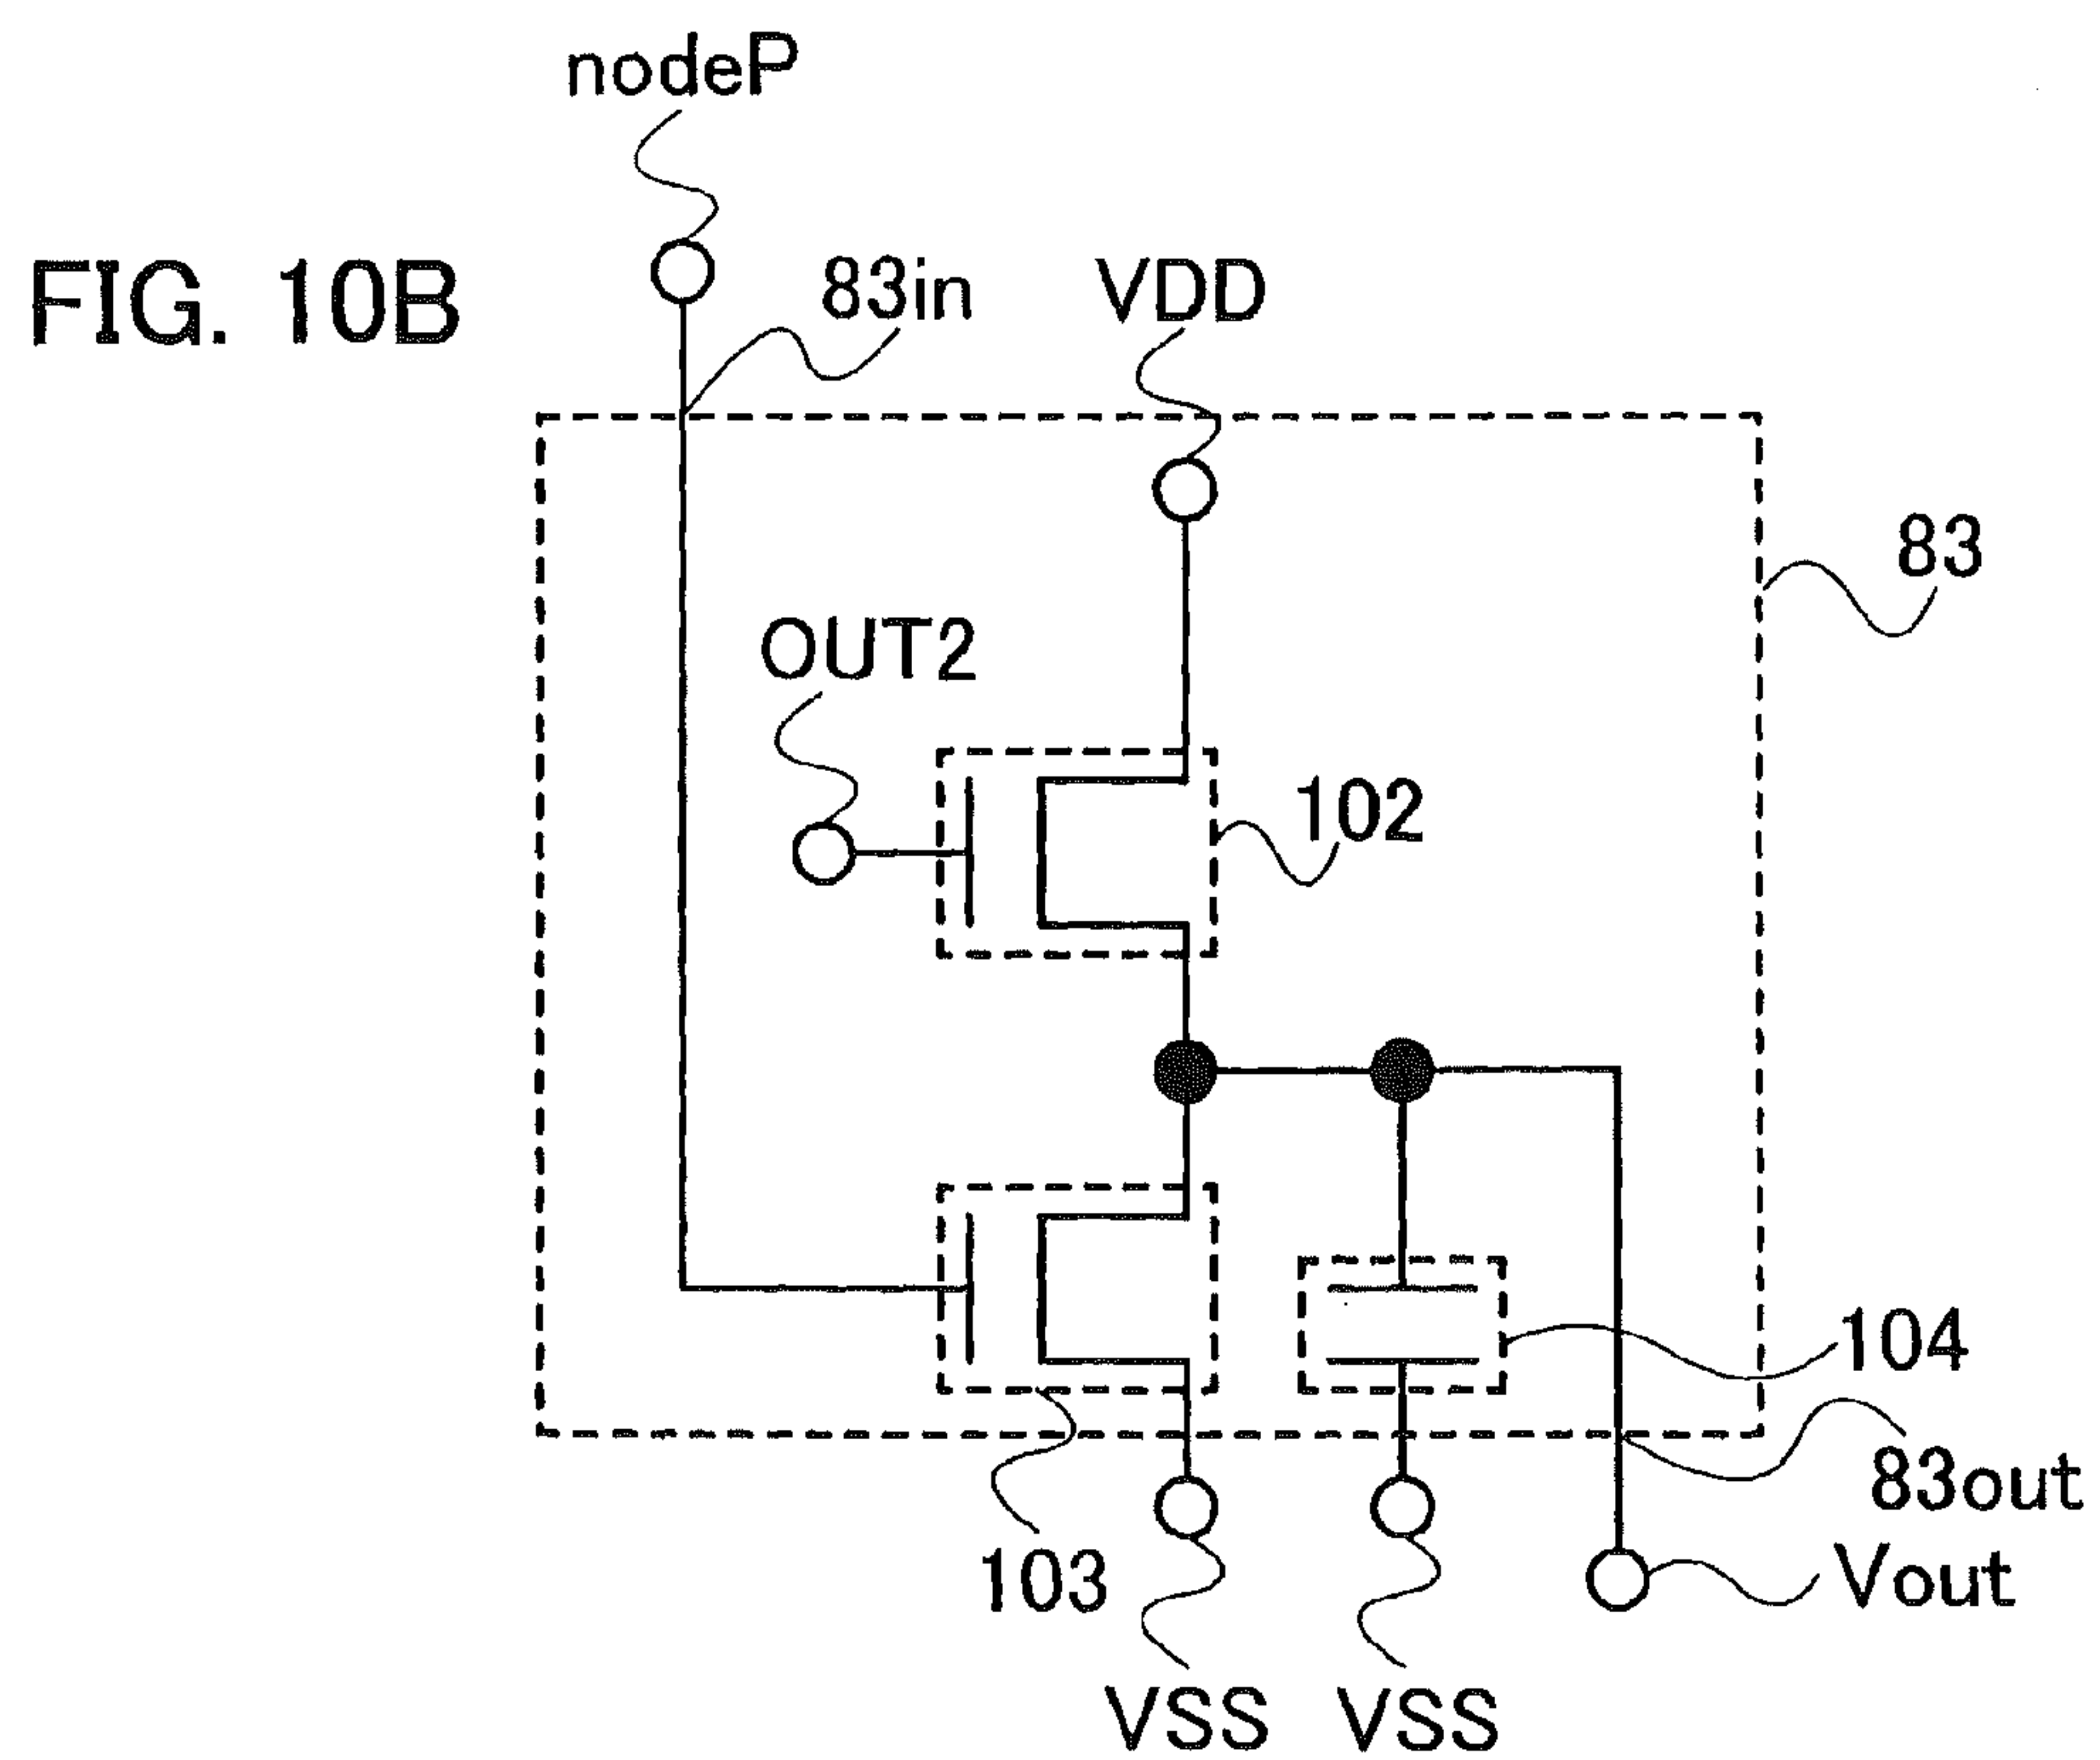 nodeP
FIG. 10B
83in
VDD
83
OUT2
102
104
83out
103
Vout
VSS
VSS